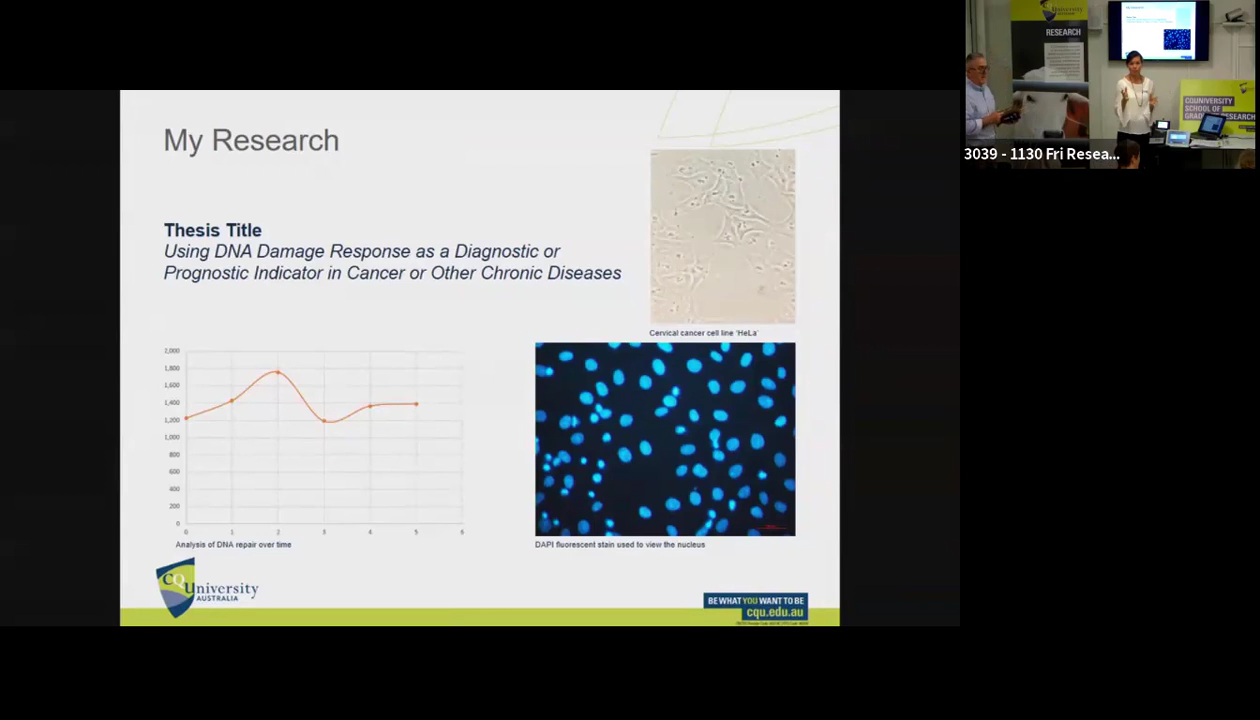 My Research
Thesis Title
Using DNA Damage Response as a Diagnostic or
Prognostic Indicator in Cancer or Other Chronic Diseases
Cervical cancer cell line 'HeLa'
2,000
1,800
1,600
1,400
1,200
1,000
800
600
400
200
0
0 1 2 3 4 5 6
Analysis of DNA repair over time
DAPI fluorescent stain used to view the nucleus
CQUniversity
AUSTRALIA
BE WHAT YOU WANT TO BE
cqu.edu.au
University
RESEARCH
My Research
CQUNIVERSITY
SCHOOL OF
GRADUATE RESEARCH
3039 - 1130 Fri Resea...